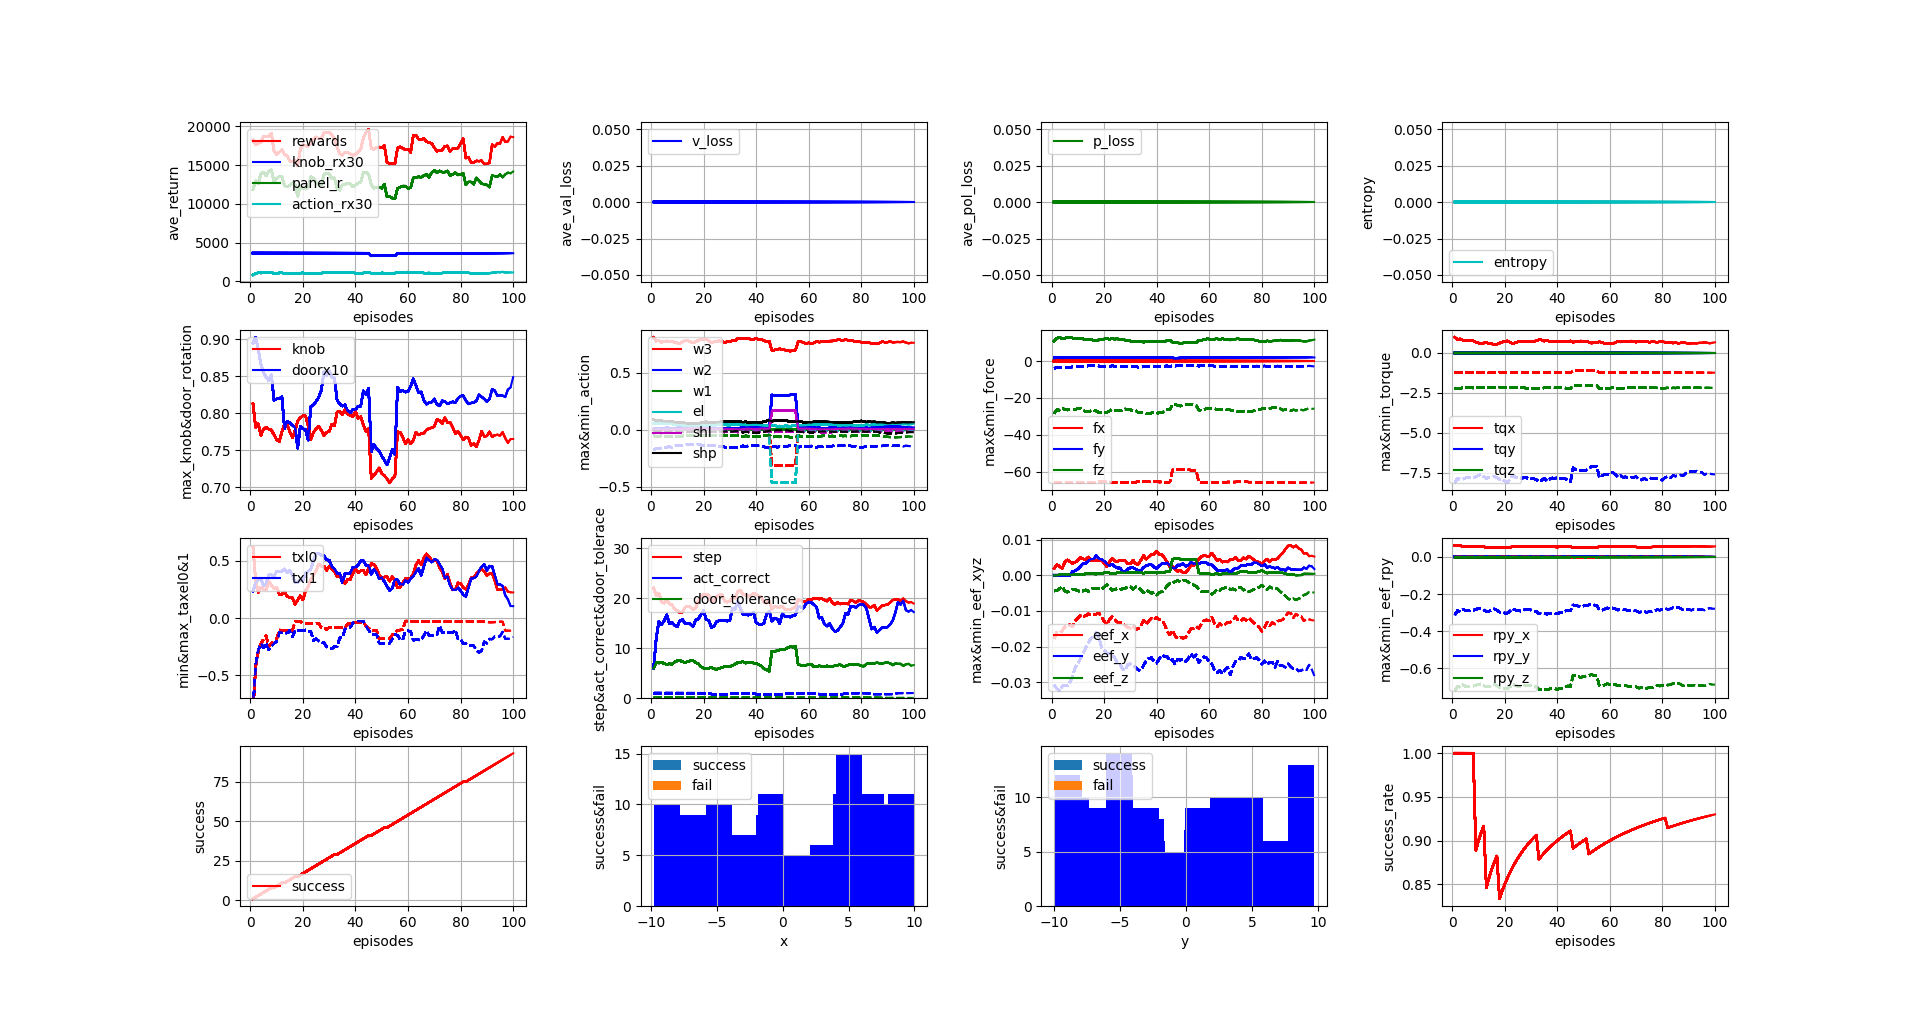 ave_return
20000
15000
10000
5000
0
rewards
knob_rx30
panel_r
action_rx30
0 20 40 60 80 100
episodes
ave_val_loss
0.050
0.025
0.000
−0.025
−0.050
v_loss
0 20 40 60 80 100
episodes
ave_pol_loss
0.050
0.025
0.000
−0.025
−0.050
p_loss
0 20 40 60 80 100
episodes
entropy
0.050
0.025
0.000
−0.025
−0.050
entropy
0 20 40 60 80 100
episodes
max_knob&door_rotation
0.90
0.85
0.80
0.75
0.70
knob
doorx10
0 20 40 60 80 100
episodes
max&min_action
0.5
0.0
−0.5
w3
w2
w1
el
shl
shp
0 20 40 60 80 100
episodes
max&min_force
0
−20
−40
−60
fx
fy
fz
0 20 40 60 80 100
episodes
max&min_torque
0.0
−2.5
−5.0
−7.5
tqx
tqy
tqz
0 20 40 60 80 100
episodes
min&max_taxel0&1
0.5
0.0
−0.5
txl0
txl1
0 20 40 60 80 100
episodes
step&act_correct&door_tolerace
30
20
10
0
step
act_correct
door_tolerance
0 20 40 60 80 100
episodes
max&min_eef_xyz
0.01
0.00
−0.01
−0.02
−0.03
eef_x
eef_y
eef_z
0 20 40 60 80 100
episodes
max&min_eef_rpy
0.0
−0.2
−0.4
−0.6
rpy_x
rpy_y
rpy_z
0 20 40 60 80 100
episodes
success
75
50
25
0
success
0 20 40 60 80 100
episodes
success&fail
15
10
5
0
success
fail
−10 −5 0 5 10
x
success&fail
10
5
0
success
fail
−10 −5 0 5 10
y
success_rate
1.00
0.95
0.90
0.85
0 20 40 60 80 100
episodes